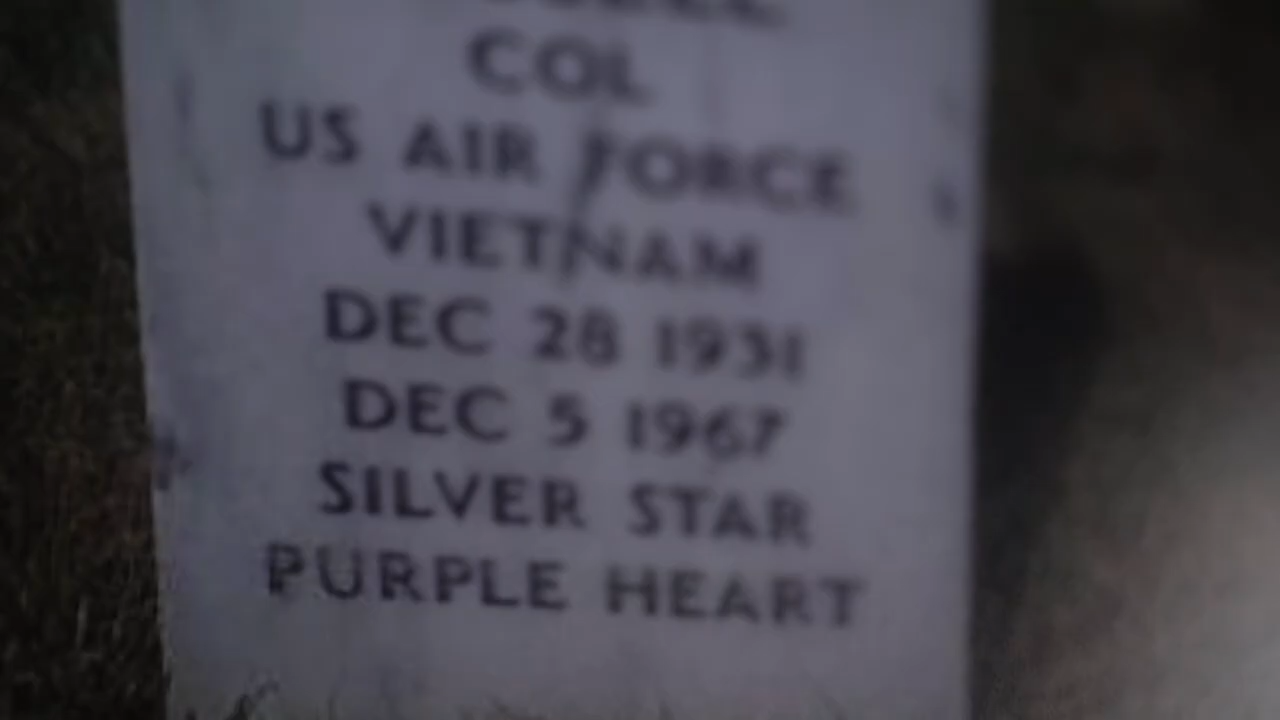 COL
US AIR FORCE
VIETNAM
DEC 28 1931
DEC 5 1967
SILVER STAR
PURPLE HEART